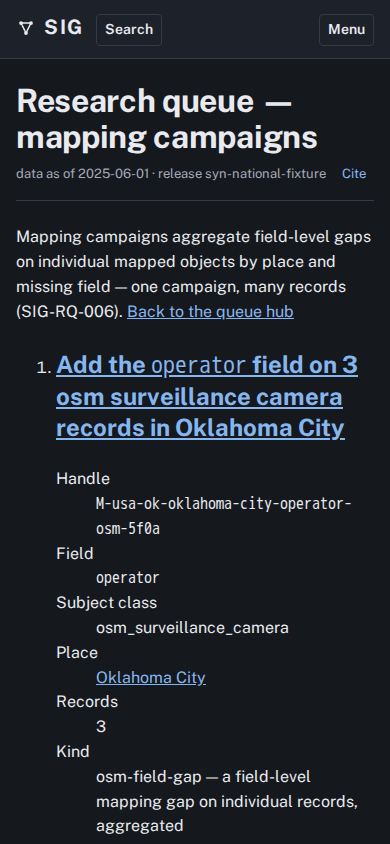 SIG
Search
Menu
Research queue —
mapping campaigns
data as of 2025-06-01 · release syn-national-fixture
Cite
Mapping campaigns aggregate field-level gaps
on individual mapped objects by place and
missing field — one campaign, many records
(SIG-RQ-006). Back to the queue hub
1. Add the operator field on 3
osm surveillance camera
records in Oklahoma City
Handle
M-usa-ok-oklahoma-city-operator-
osm-5f0a
Field
operator
Subject class
osm_surveillance_camera
Place
Oklahoma City
Records
3
Kind
osm-field-gap — a field-level
mapping gap on individual records,
aggregated